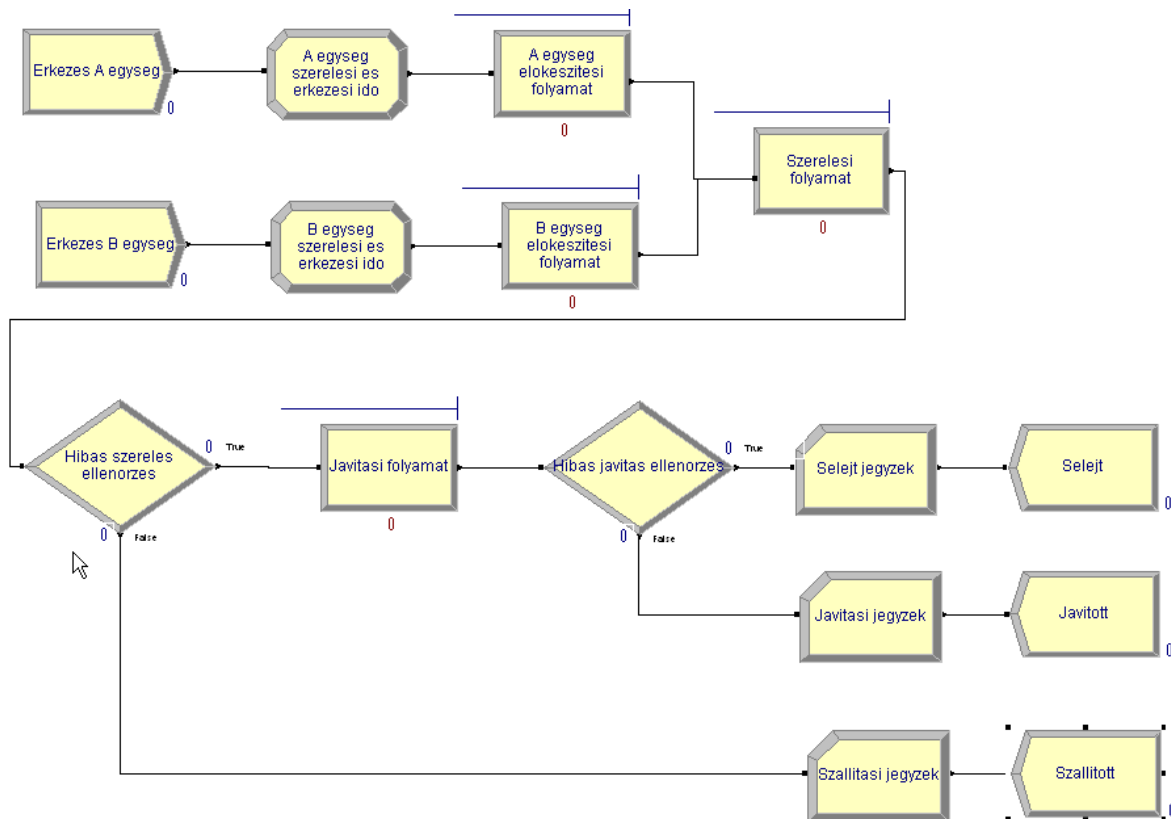 Erkezes A egyseg
0
A egyseg
szerelesi es
erkezesi ido
A egyseg
elokeszitesi
folyamat
0
Szerelesi
folyamat
0
Erkezes B egyseg
0
B egyseg
szerelesi es
erkezesi ido
B egyseg
elokeszitesi
folyamat
0
Hibas szereles
ellenorzes
0 True
0 False
Javitasi folyamat
0
Hibas javitas ellenorzes
0 True
0 False
Selejt jegyzek
Selejt
0
Javitasi jegyzek
Javitott
0
Szallitasi jegyzek
Szallitott
0